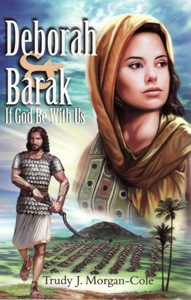 Deborah
&
Barak
If God Be With Us
Trudy J. Morgan-Cole